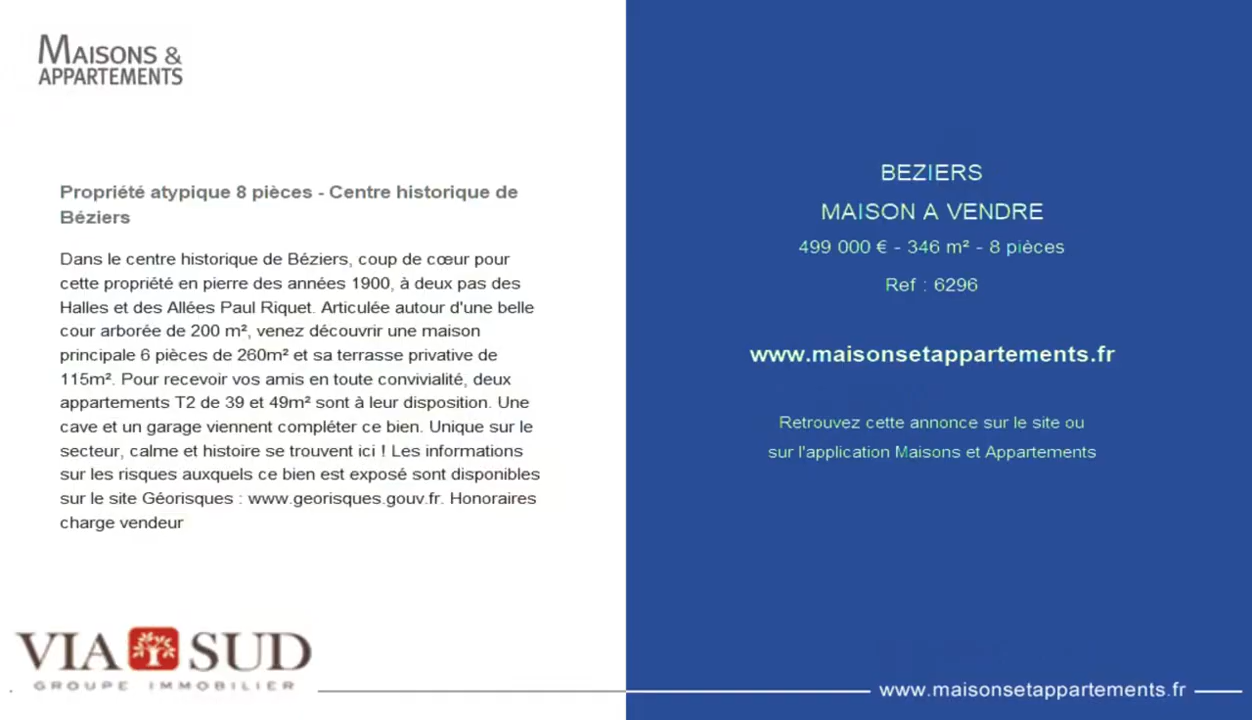 MAISONS &
APPARTEMENTS
Propriété atypique 8 pièces - Centre historique de
Béziers
Dans le centre historique de Béziers, coup de cœur pour
cette propriété en pierre des années 1900, à deux pas des
Halles et des Allées Paul Riquet. Articulée autour d'une belle
cour arborée de 200 m², venez découvrir une maison
principale 6 pièces de 260m² et sa terrasse privative de
115m². Pour recevoir vos amis en toute convivialité, deux
appartements T2 de 39 et 49m² sont à leur disposition. Une
cave et un garage viennent compléter ce bien. Unique sur le
secteur, calme et histoire se trouvent ici ! Les informations
sur les risques auxquels ce bien est exposé sont disponibles
sur le site Géorisques : www.georisques.gouv.fr. Honoraires
charge vendeur
VIA SUD
GROUPE IMMOBILIER
BEZIERS
MAISON A VENDRE
499 000 € - 346 m² - 8 pièces
Ref : 6296
www.maisonsetappartements.fr
Retrouvez cette annonce sur le site ou
sur l'application Maisons et Appartements
www.maisonsetappartements.fr